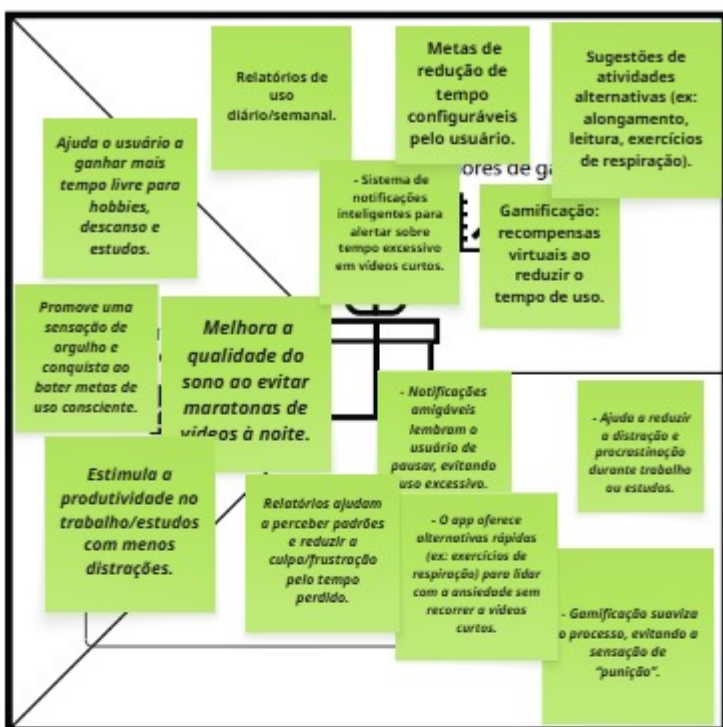 Relatórios de
uso
diário/semanal.
Metas de
redução de
tempo
configuráveis
pelo usuário.
Sugestões de
atividades
alternativas (ex:
alongamento,
leitura, exercícios
de respiração).
Ajuda o usuário a
ganhar mais
tempo livre para
hobbies,
descanso e
estudos.
- Sistema de
notificações
inteligentes para
alertar sobre
tempo excessivo
em vídeos curtos.
de
Gamificação:
recompensas
virtuais ao
reduzir o
tempo de uso.
Promove uma
sensação de
orgulho e
conquista ao
bater metas de
uso consciente.
Melhora a
qualidade do
sono ao evitar
maratonas de
vídeos à noite.
- Notificações
amigáveis
lembram o
usuário de
pausar, evitando
uso excessivo.
- Ajuda a reduzir
a distração e
procrastinação
durante trabalho
ou estudos.
Estimula a
produtividade no
trabalho/estudos
com menos
distrações.
Relatórios ajudam
a perceber padrões
e reduzir a
culpa/frustração
pelo tempo
perdido.
- O app oferece
alternativas rápidas
(ex: exercícios de
respiração) para lidar
com a ansiedade sem
recorrer a vídeos
curtos.
- Gamificação suaviza
o processo, evitando a
sensação de
"punição".